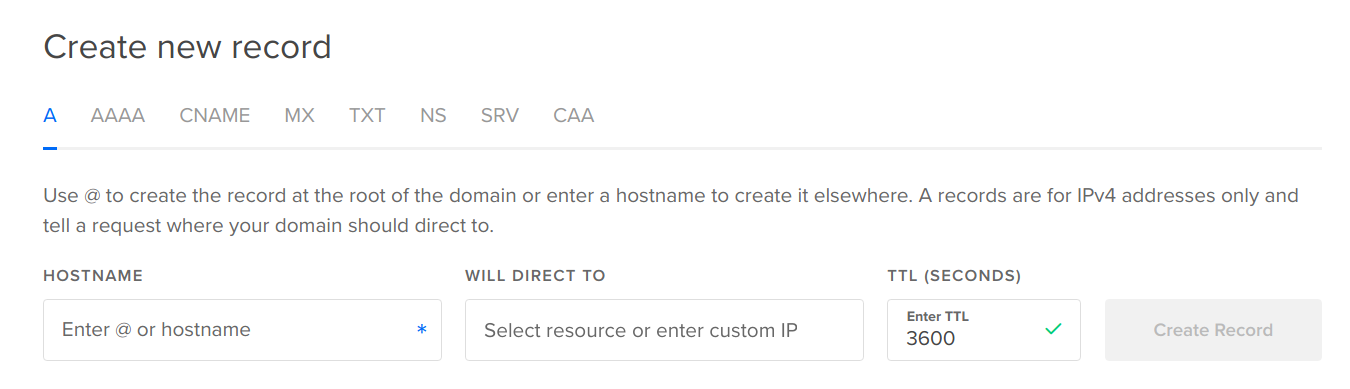 Create new record
A AAAA CNAME MX TXT NS SRV CAA
Use @ to create the record at the root of the domain or enter a hostname to create it elsewhere. A records are for IPv4 addresses only and
tell a request where your domain should direct to.
HOSTNAME WILL DIRECT TO TTL (SECONDS)
Enter @ or hostname * Select resource or enter custom IP Enter TTL
3600 Create Record